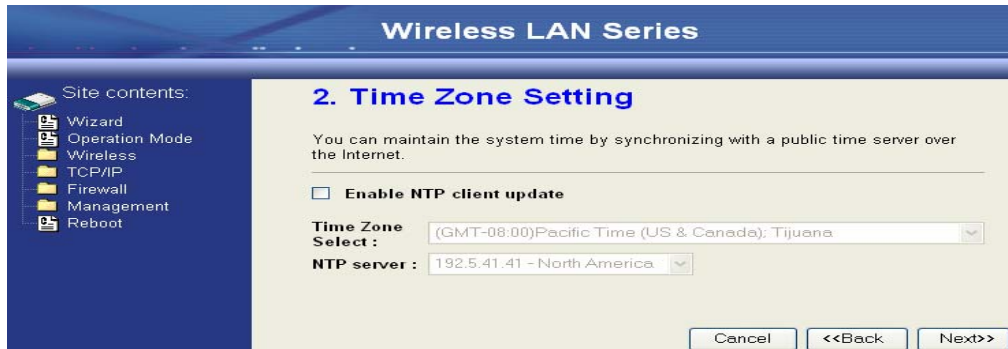 Wireless LAN Series
Site contents:
Wizard
Operation Mode
Wireless
TCP/IP
Firewall
Management
Reboot
2. Time Zone Setting
You can maintain the system time by synchronizing with a public time server over
the Internet.
Enable NTP client update
Time Zone
Select :
(GMT-08:00)Pacific Time (US & Canada); Tijuana
NTP server :
192.5.41.41 - North America
Cancel
<<Back
Next>>